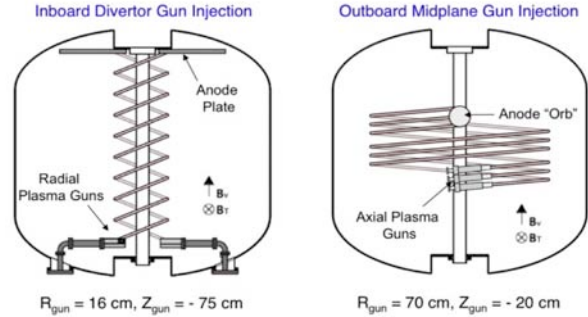 Inboard Divertor Gun Injection
Outboard Midplane Gun Injection
Anode
Plate
Radial
Plasma Guns
Bv
BT
Anode "Orb"
Axial Plasma
Guns
Bv
BT
Rgun = 16 cm, Zgun = - 75 cm
Rgun = 70 cm, Zgun = - 20 cm